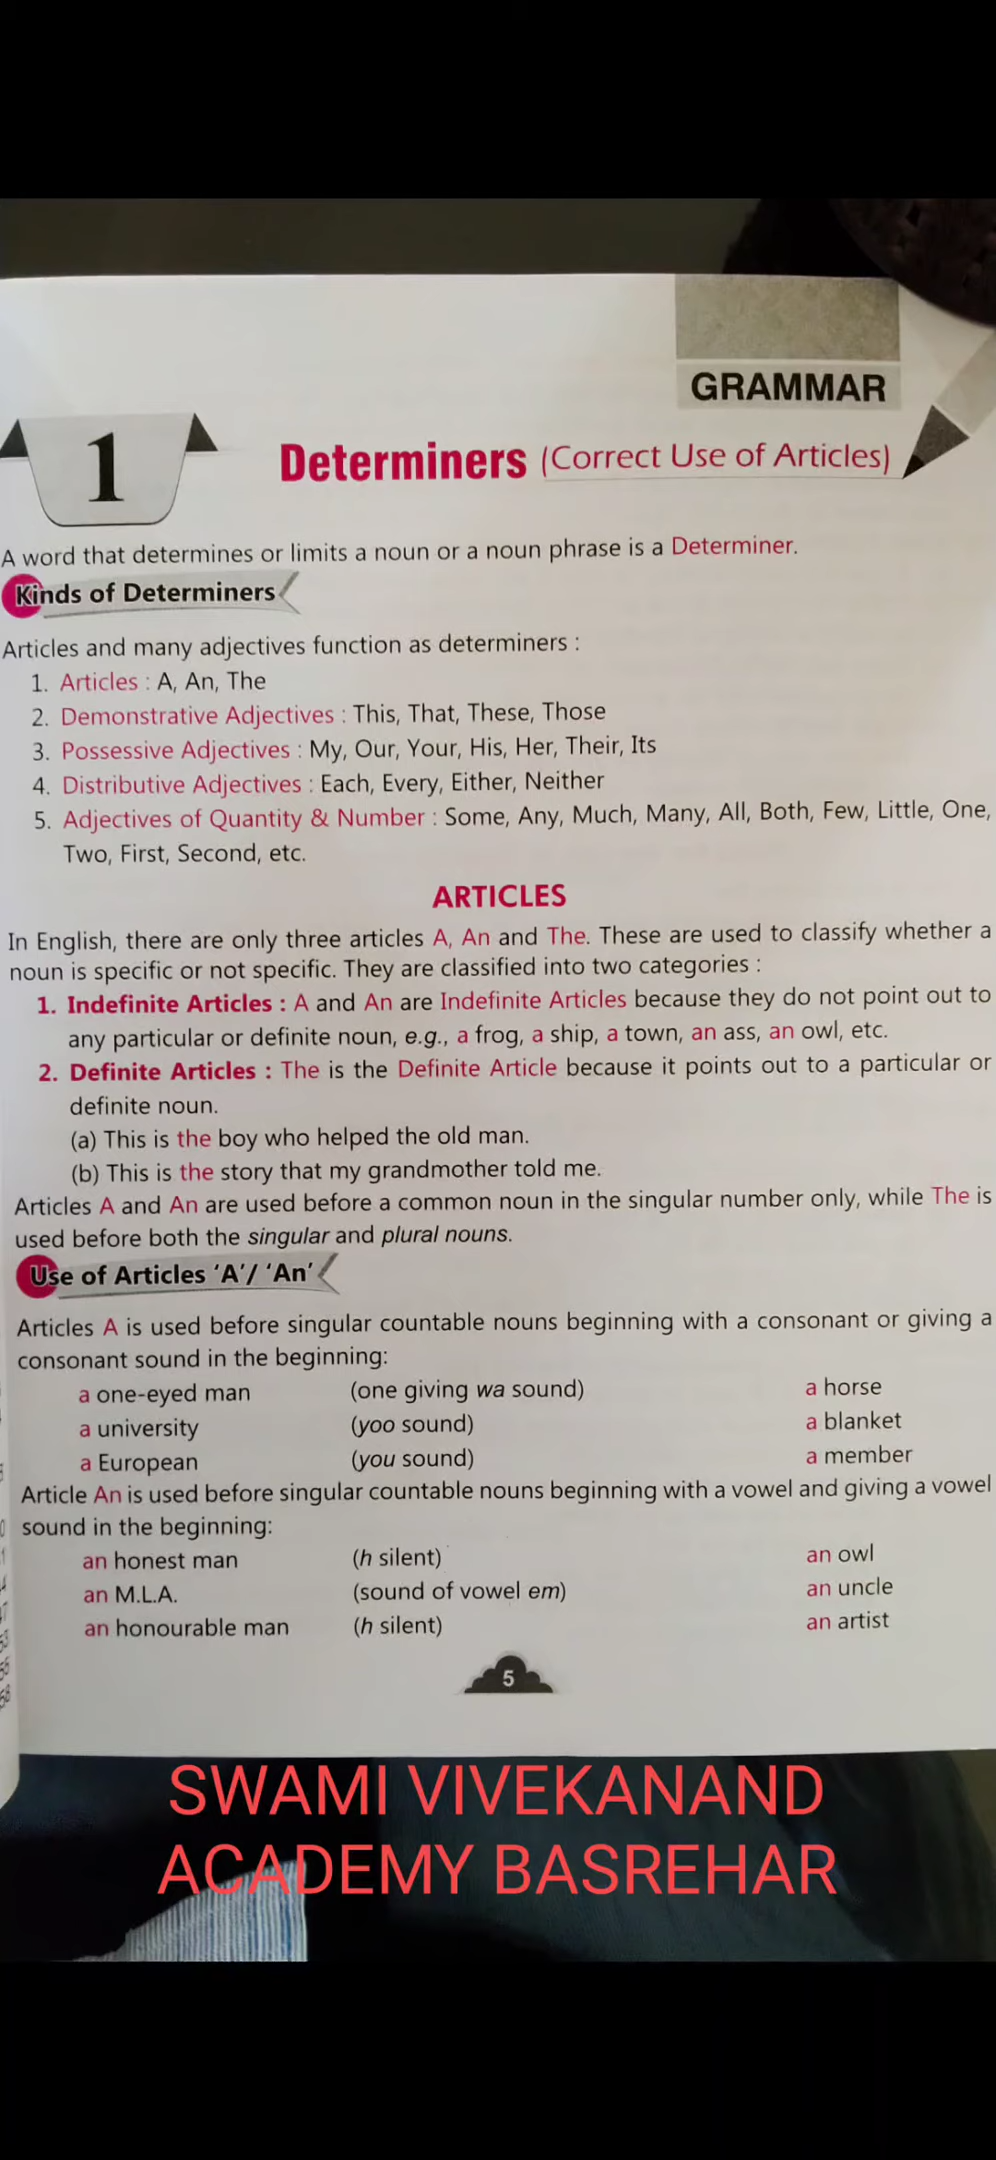 GRAMMAR
1
Determiners (Correct Use of Articles)
A word that determines or limits a noun or a noun phrase is a Determiner.
Kinds of Determiners
Articles and many adjectives function as determiners :
1. Articles : A, An, The
2. Demonstrative Adjectives : This, That, These, Those
3. Possessive Adjectives : My, Our, Your, His, Her, Their, Its
4. Distributive Adjectives : Each, Every, Either, Neither
5. Adjectives of Quantity & Number : Some, Any, Much, Many, All, Both, Few, Little, One,
Two, First, Second, etc.
ARTICLES
In English, there are only three articles A, An and The. These are used to classify whether a
noun is specific or not specific. They are classified into two categories :
1. Indefinite Articles : A and An are Indefinite Articles because they do not point out to
any particular or definite noun, e.g., a frog, a ship, a town, an ass, an owl, etc.
2. Definite Articles : The is the Definite Article because it points out to a particular or
definite noun.
(a) This is the boy who helped the old man.
(b) This is the story that my grandmother told me.
Articles A and An are used before a common noun in the singular number only, while The is
used before both the singular and plural nouns.
Use of Articles ‘A’/ ‘An’
Articles A is used before singular countable nouns beginning with a consonant or giving a
consonant sound in the beginning:
a one-eyed man (one giving wa sound) a horse
a university (yoo sound) a blanket
a European (you sound) a member
Article An is used before singular countable nouns beginning with a vowel and giving a vowel
sound in the beginning:
an honest man (h silent) an owl
an M.L.A. (sound of vowel em) an uncle
an honourable man (h silent) an artist
5
SWAMI VIVEKANAND
ACADEMY BASREHAR